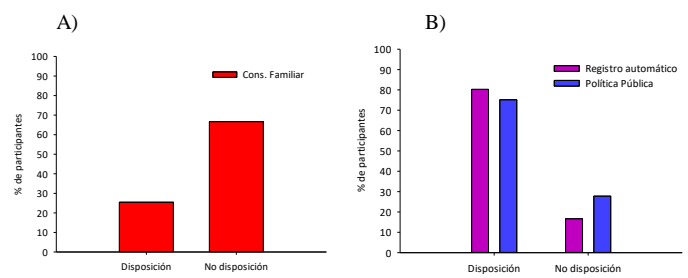 A)
B)
100
90
80
70
60
50
40
30
20
10
0
% de participantes
Cons. Familiar
Disposición
No disposición
100
90
80
70
60
50
40
30
20
10
0
% de participantes
Registro automático
Política Pública
Disposición
No disposición